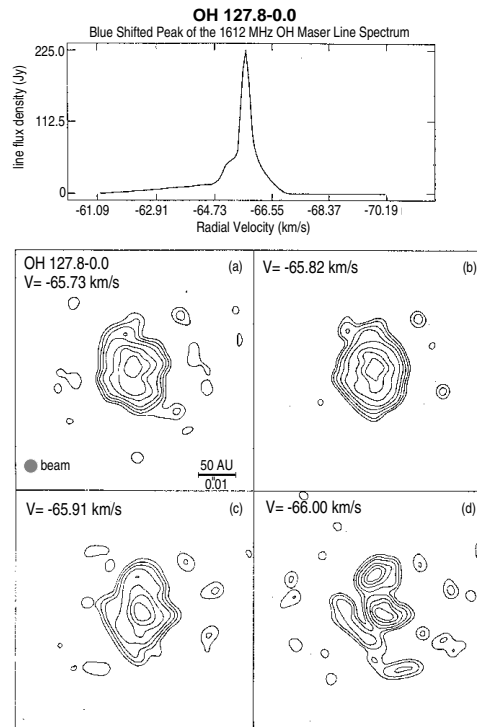 OH 127.8-0.0
Blue Shifted Peak of the 1612 MHz OH Maser Line Spectrum
225.0
112.5
0
line flux density (Jy)
-61.09 -62.91 -64.73 -66.55 -68.37 -70.19
Radial Velocity (km/s)
OH 127.8-0.0 (a)
V= -65.73 km/s
V= -65.82 km/s (b)
beam
50 AU
0."01
V= -65.91 km/s (c)
V= -66.00 km/s (d)